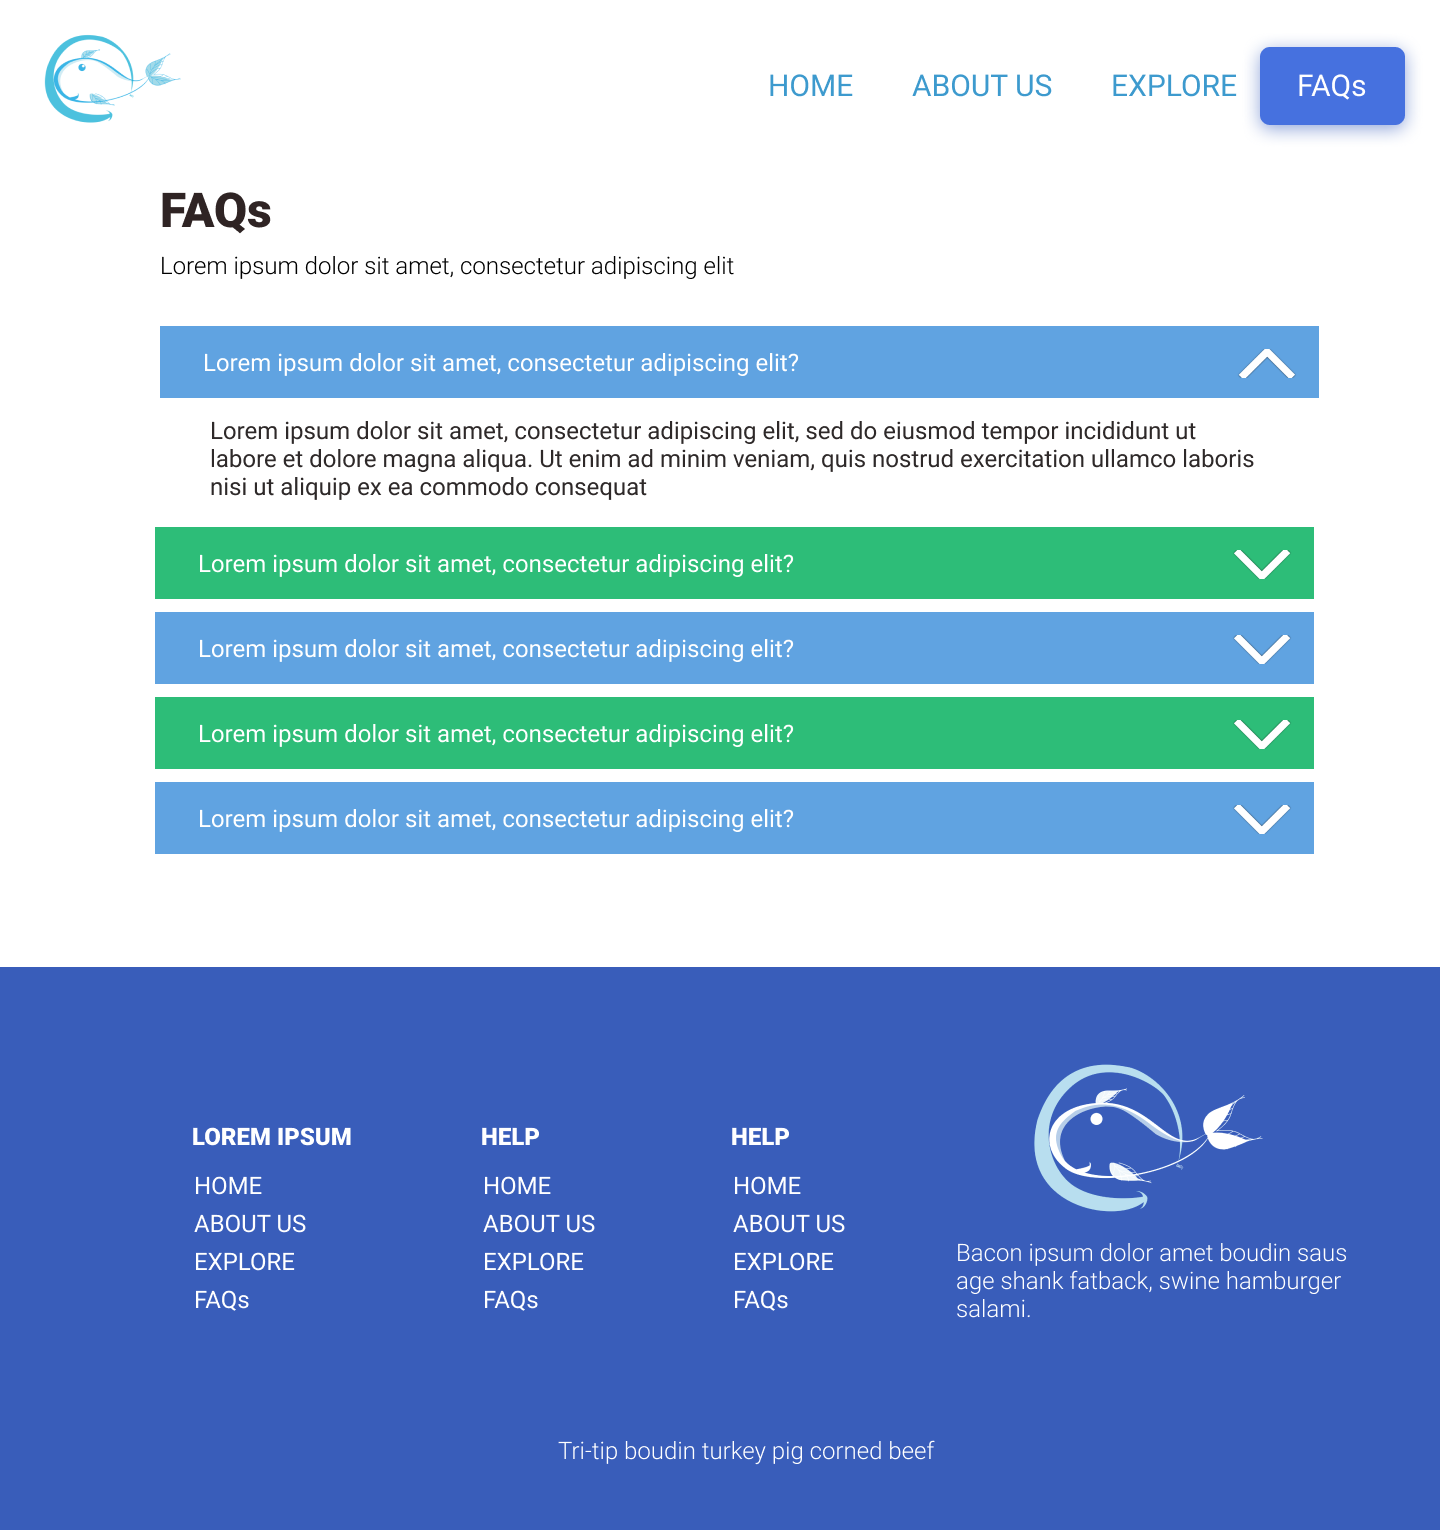 HOME ABOUT US EXPLORE FAQs
FAQs
Lorem ipsum dolor sit amet, consectetur adipiscing elit
Lorem ipsum dolor sit amet, consectetur adipiscing elit?
Lorem ipsum dolor sit amet, consectetur adipiscing elit, sed do eiusmod tempor incididunt ut
labore et dolore magna aliqua. Ut enim ad minim veniam, quis nostrud exercitation ullamco laboris
nisi ut aliquip ex ea commodo consequat
Lorem ipsum dolor sit amet, consectetur adipiscing elit?
Lorem ipsum dolor sit amet, consectetur adipiscing elit?
Lorem ipsum dolor sit amet, consectetur adipiscing elit?
Lorem ipsum dolor sit amet, consectetur adipiscing elit?
LOREM IPSUM
HOME
ABOUT US
EXPLORE
FAQs
HELP
HOME
ABOUT US
EXPLORE
FAQs
HELP
HOME
ABOUT US
EXPLORE
FAQs
Bacon ipsum dolor amet boudin saus
age shank fatback, swine hamburger
salami.
Tri-tip boudin turkey pig corned beef